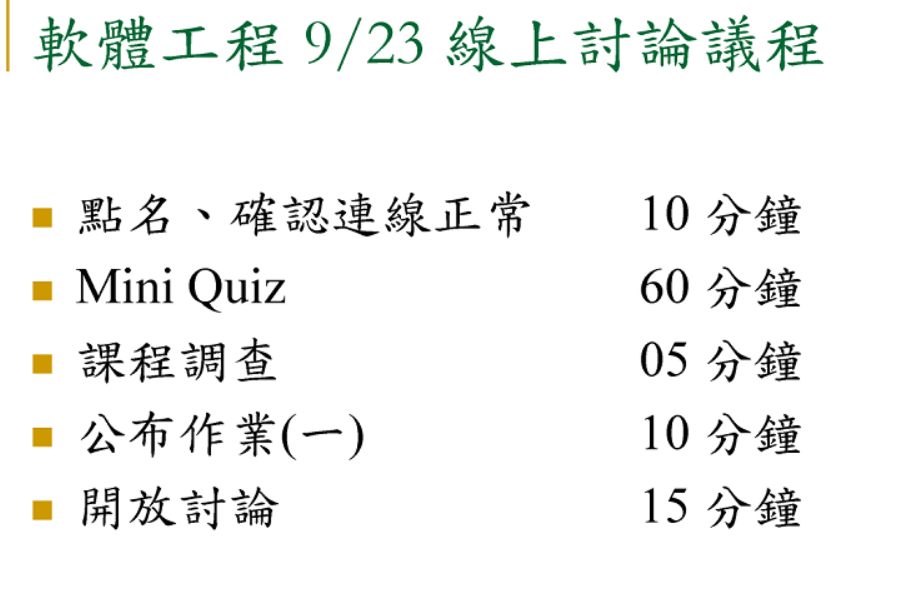 軟體工程 9/23 線上討論議程
點名、確認連線正常 10 分鐘
Mini Quiz 60 分鐘
課程調查 05 分鐘
公布作業(一) 10 分鐘
開放討論 15 分鐘